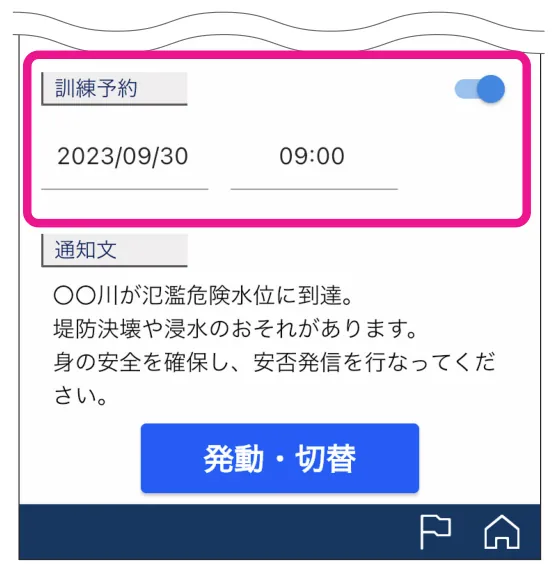 訓練予約
2023/09/30 09:00
通知文
〇〇川が氾濫危険水位に到達。
堤防決壊や浸水のおそれがあります。
身の安全を確保し、安否発信を行なってくだ
さい。
発動・切替